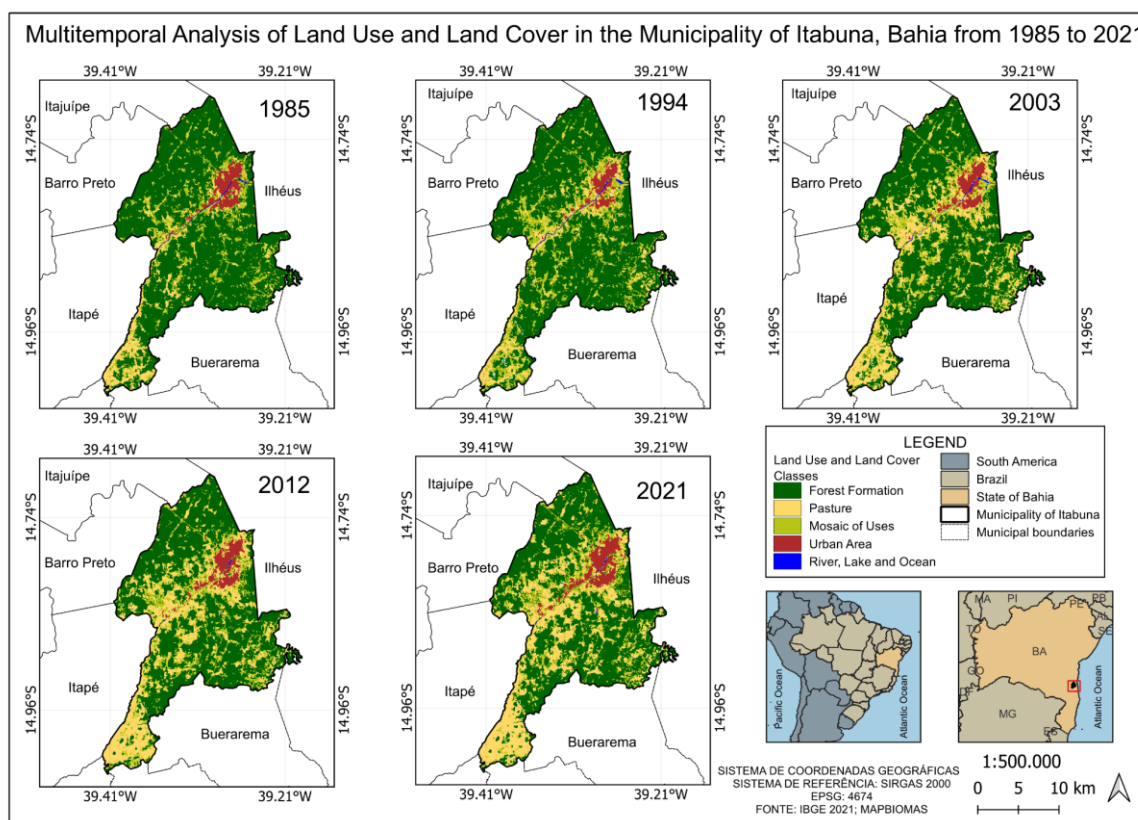 Multitemporal Analysis of Land Use and Land Cover in the Municipality of Itabuna, Bahia from 1985 to 2021
39.41°W
39.21°W
Itajuípe
1985
14.74°S
Barro Preto
Ilhéus
Itapé
14.96°S
Buerarema
39.41°W
39.21°W
39.41°W
39.21°W
Itajuípe
1994
14.74°S
14.74°S
Barro Preto
Ilhéus
Itapé
14.96°S
14.96°S
Buerarema
39.41°W
39.21°W
39.41°W
39.21°W
Itajuípe
2003
14.74°S
14.74°S
Barro Preto
Ilhéus
Itapé
14.96°S
14.96°S
Buerarema
39.41°W
39.21°W
39.41°W
39.21°W
Itajuípe
2012
14.74°S
Barro Preto
Ilhéus
Itapé
14.96°S
Buerarema
39.41°W
39.21°W
39.41°W
39.21°W
Itajuípe
2021
14.74°S
14.74°S
Barro Preto
Ilhéus
Itapé
14.96°S
14.96°S
Buerarema
39.41°W
39.21°W
LEGEND
Land Use and Land Cover
Classes
Forest Formation
Pasture
Mosaic of Uses
Urban Area
River, Lake and Ocean
South America
Brazil
State of Bahia
Municipality of Itabuna
Municipal boundaries
Pacific Ocean
Atlantic Ocean
MA
PI
PE
PB
AL
SE
TO
BA
GO
DF
MG
ES
Atlantic Ocean
SISTEMA DE COORDENADAS GEOGRÁFICAS
SISTEMA DE REFERÊNCIA: SIRGAS 2000
EPSG: 4674
FONTE: IBGE 2021; MAPBIOMAS
1:500.000
0 5 10 km